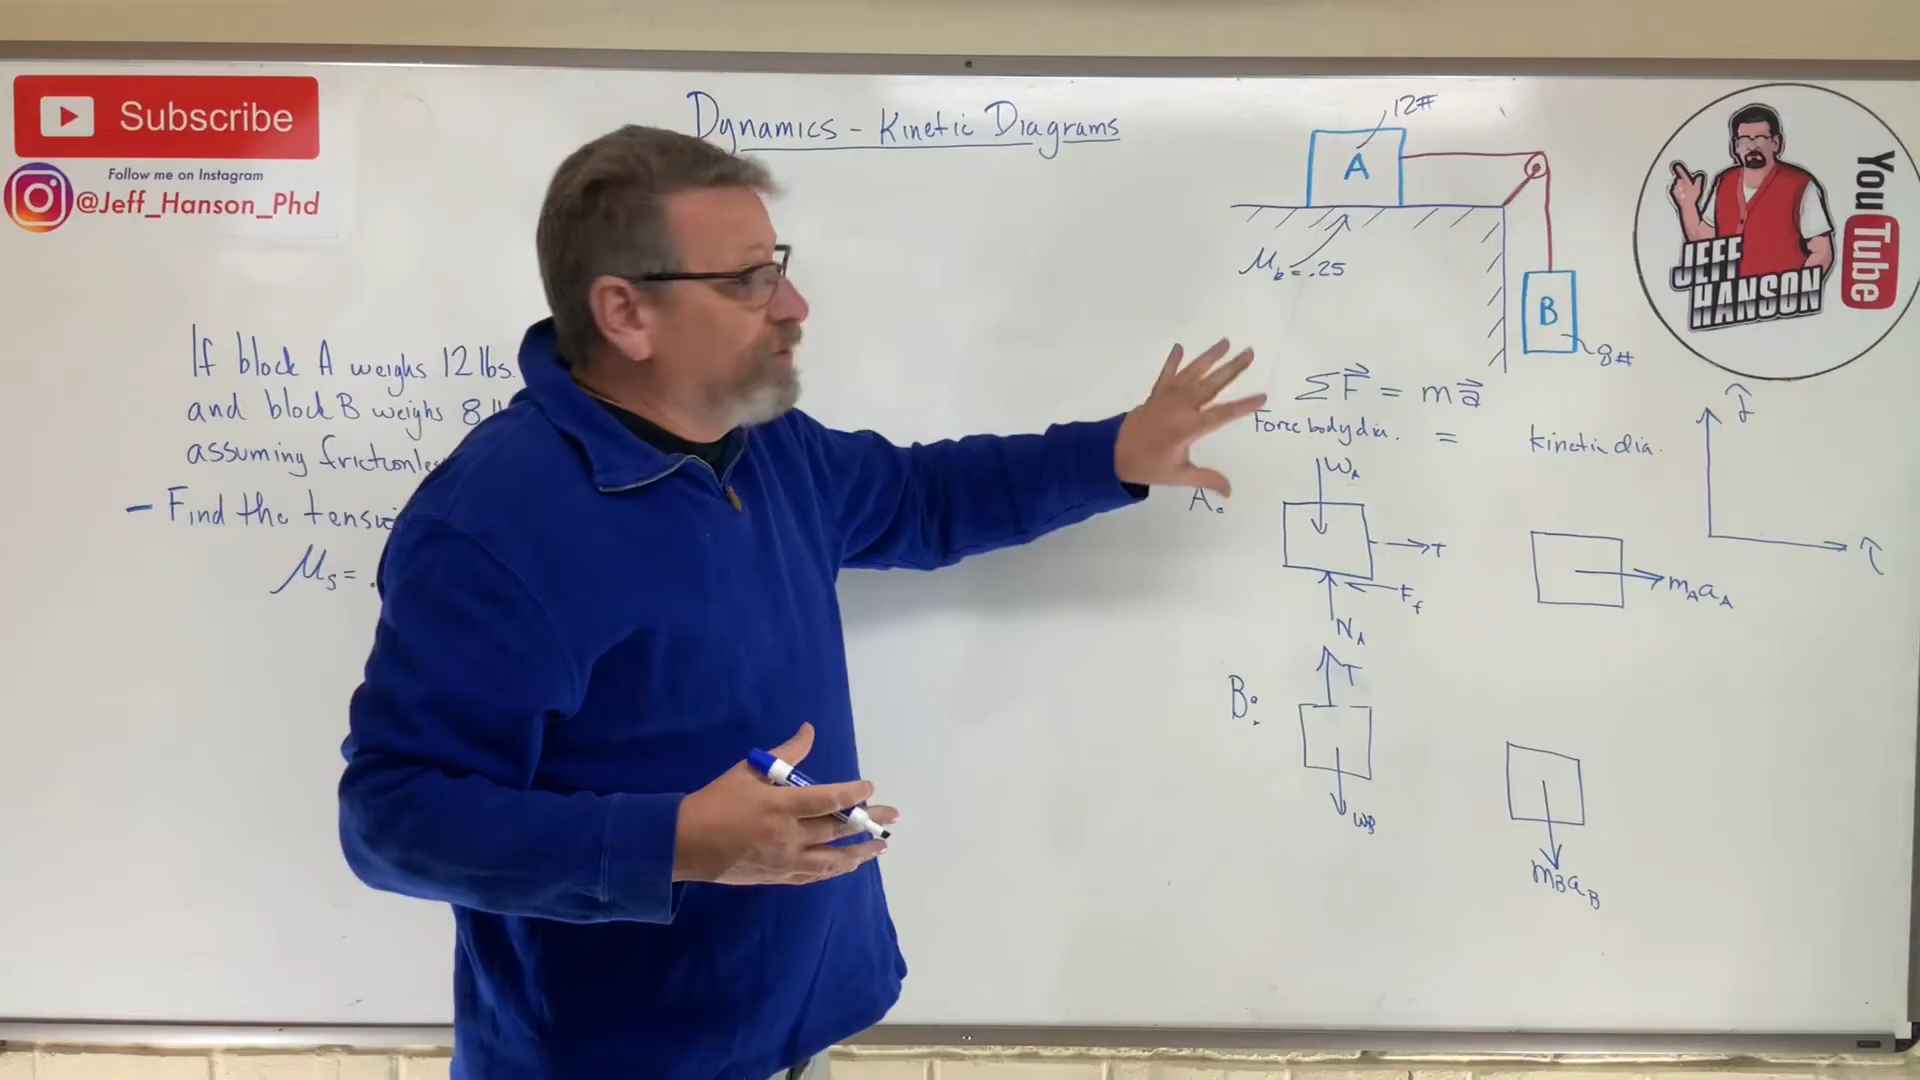 Subscribe
Follow me on Instagram
@Jeff_Hanson_Phd
Dynamics - Kinetic Diagrams
12#
A
μk = .25
B
8#
YouTube
JEFF
HANSON
If block A weighs 12 lbs.
and block B weighs 8
assuming
- Find the
μs = .
ΣF⃗ = ma⃗
Force body dia. = kinetic dia.
ĵ
î
A:
WA
T
Ff
NA
mAaA
B:
T
WB
mBaB